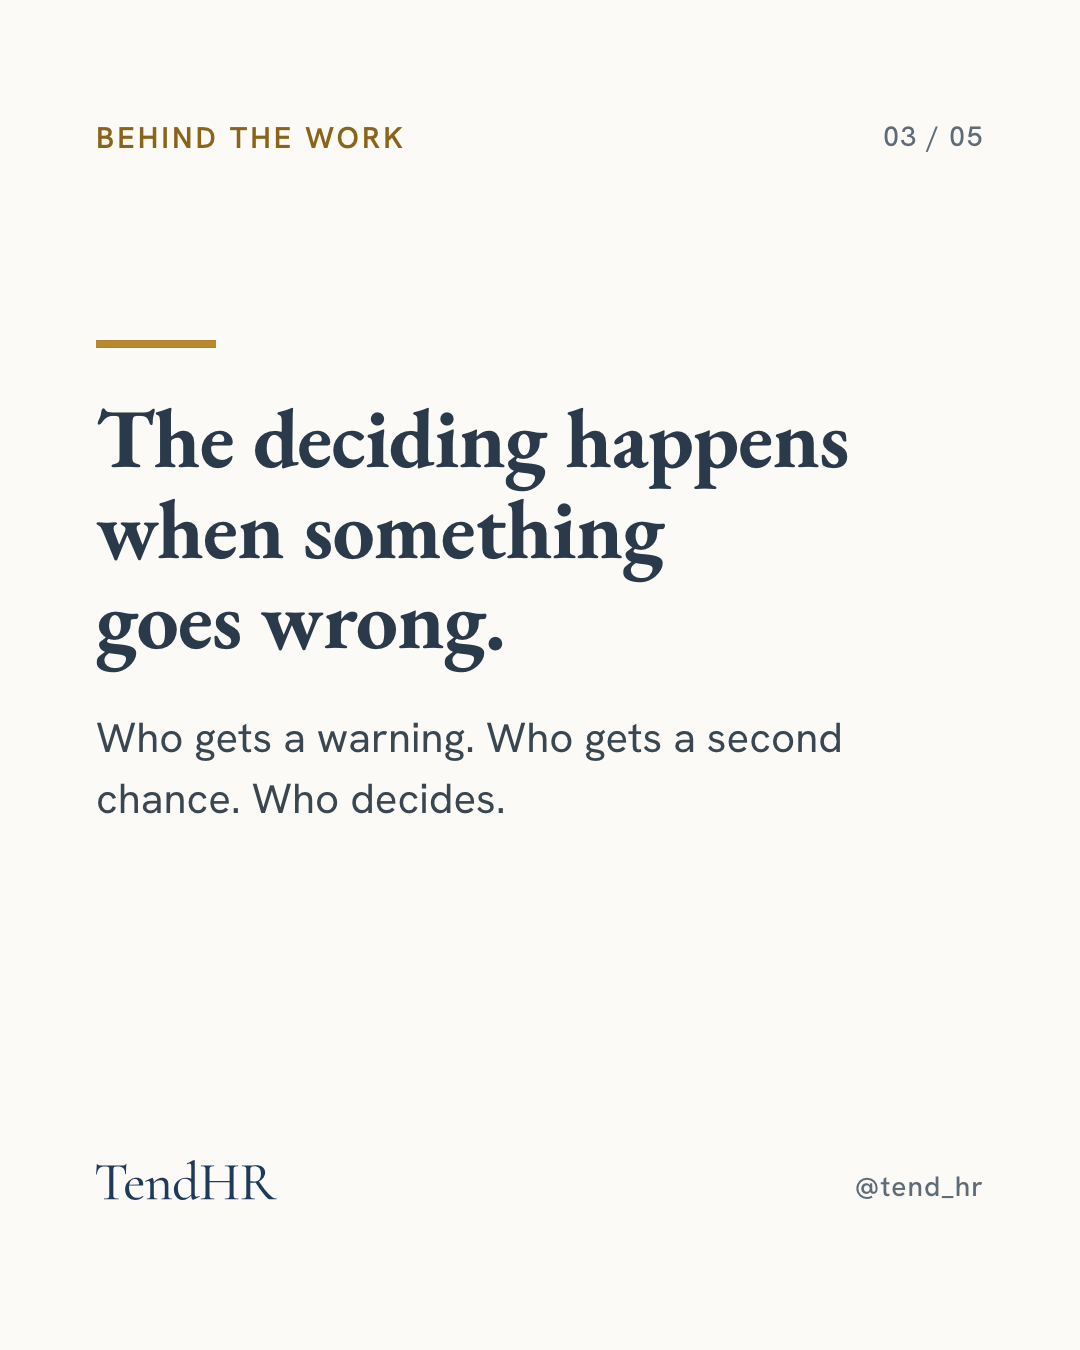 BEHIND THE WORK
03 / 05
The deciding happens
when something
goes wrong.
Who gets a warning. Who gets a second
chance. Who decides.
TendHR
@tend_hr